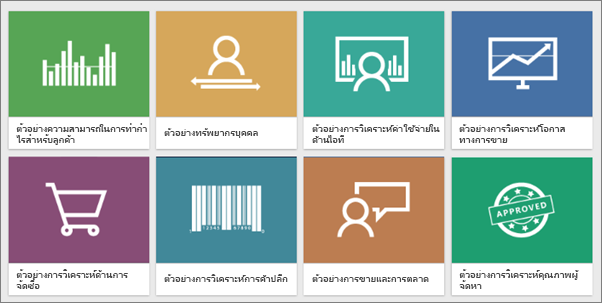 ตัวอย่างความสามารถในการทำกำ
ไรสำหรับลูกค้า
ตัวอย่างทรัพยากรบุคคล
ตัวอย่างการวิเคราะห์ค่าใช้จ่ายใน
ด้านไอที
ตัวอย่างการวิเคราะห์โอกาส
ทางการขาย
APPROVED
ตัวอย่างการวิเคราะห์ด้านการ
จัดซื้อ
ตัวอย่างการวิเคราะห์การค้าปลีก
ตัวอย่างการขายและการตลาด
ตัวอย่างการวิเคราะห์คุณภาพผู้
จัดหา